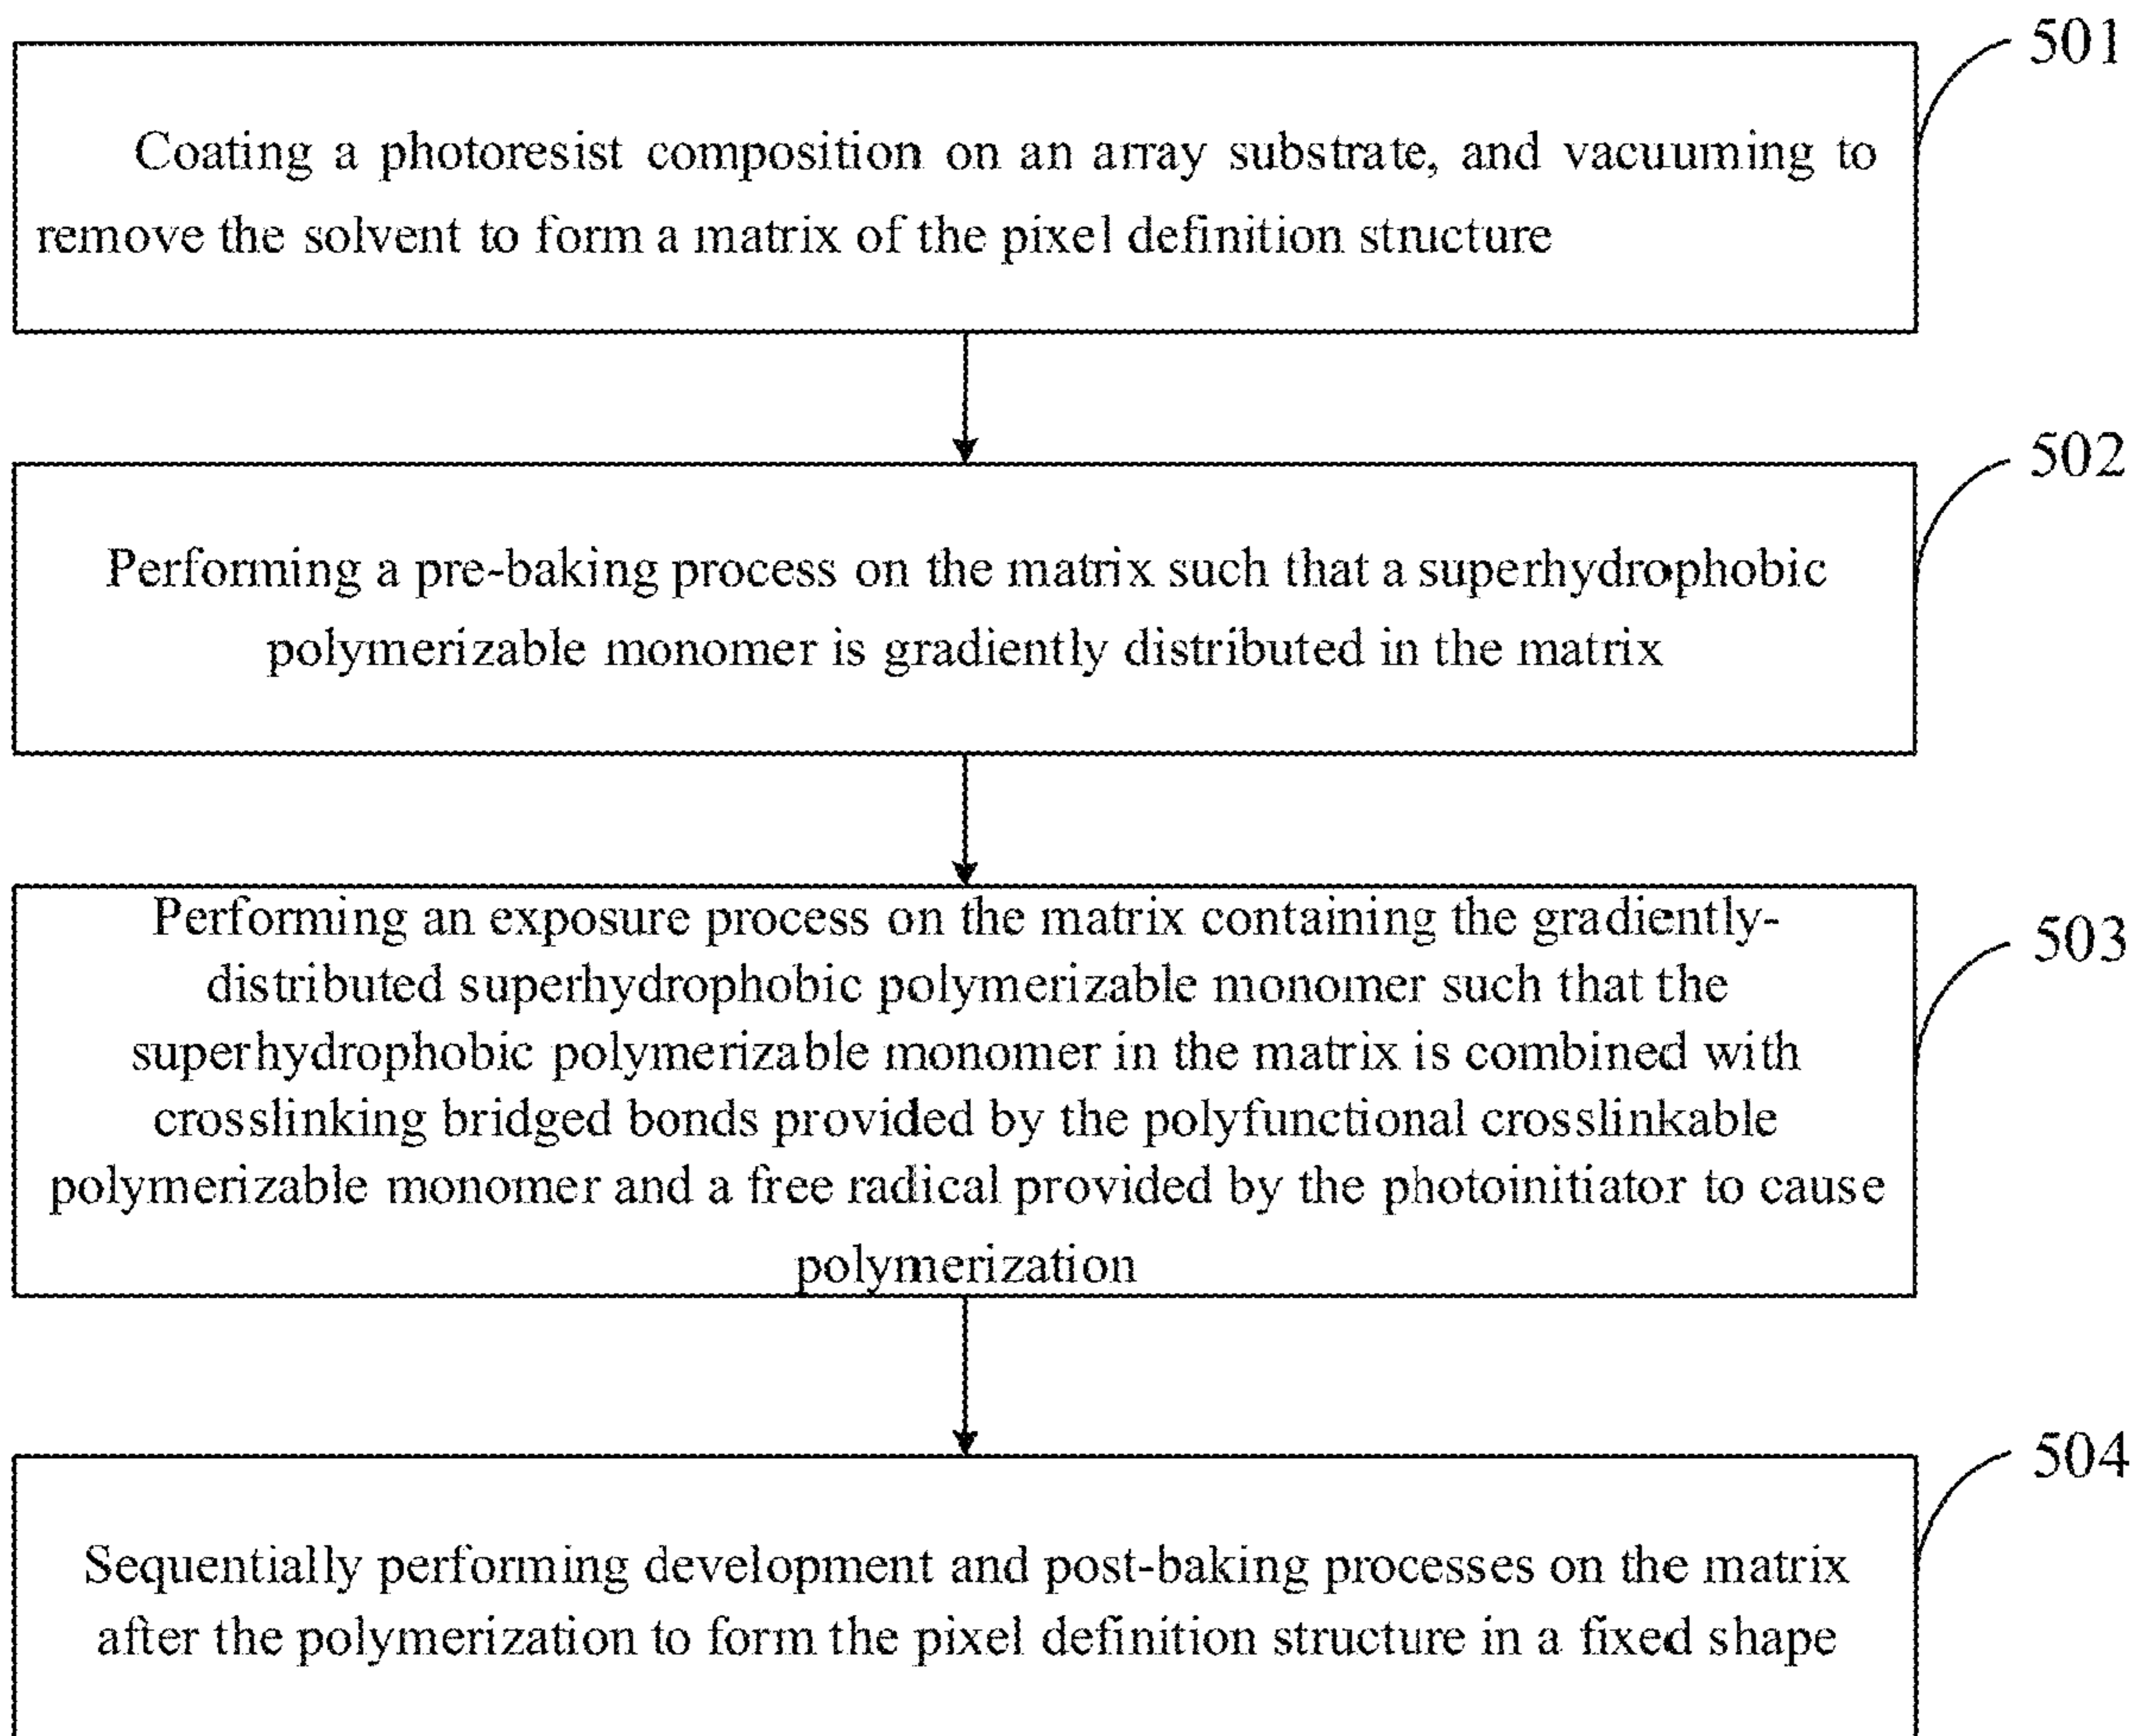 501
Coating a photoresist composition on an array substrate, and vacuuming to
remove the solvent to form a matrix of the pixel definition structure
502
Performing a pre-baking process on the matrix such that a superhydrophobic
polymerizable monomer is gradiently distributed in the matrix
503
Performing an exposure process on the matrix containing the gradiently-
distributed superhydrophobic polymerizable monomer such that the
superhydrophobic polymerizable monomer in the matrix is combined with
crosslinking bridged bonds provided by the polyfunctional crosslinkable
polymerizable monomer and a free radical provided by the photoinitiator to cause
polymerization
504
Sequentially performing development and post-baking processes on the matrix
after the polymerization to form the pixel definition structure in a fixed shape